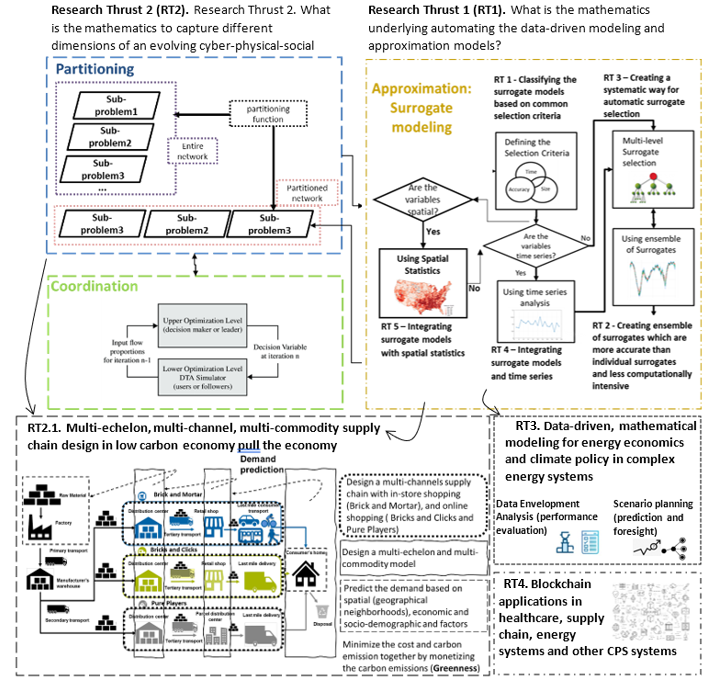 Research Thrust 2 (RT2). Research Thrust 2. What
is the mathematics to capture different
dimensions of an evolving cyber-physical-social
Research Thrust 1 (RT1). What is the mathematics
underlying automating the data-driven modeling and
approximation models?
Partitioning
Sub-
problem1
Sub-
problem2
Sub-
problem3
...
partitioning
function
Entire
network
Partitioned
network
Sub-
problem3
Sub-
problem2
Sub-
problem3
Coordination
Upper Optimization Level
(decision maker or leader)
Input flow
proportions
for iteration n-1
Decision Variable
at iteration n
Lower Optimization Level
DTA Simulator
(users or followers)
Approximation:
Surrogate
modeling
RT 1 - Classifying the
surrogate models
based on common
selection criteria
RT 3 – Creating a
systematic way for
automatic surrogate
selection
Defining the
Selection Criteria
Time
Accuracy
Size
Multi-level
Surrogate
selection
Are the
variables
spatial?
Yes
Are the
variables
time series?
No
Yes
Using Spatial
Statistics
No
Using time series
analysis
Using ensemble
of Surrogates
RT 5 – Integrating
surrogate models
with spatial statistics
RT 4 – Integrating
surrogate models
and time series
RT 2 - Creating ensemble
of surrogates which are
more accurate than
individual surrogates
and less computationally
intensive
RT2.1. Multi-echelon, multi-channel, multi-commodity supply
chain design in low carbon economy pull the economy
Demand
prediction
Raw Material
Factory
Primary transport
Manufacturer's
warehouse
Secondary transport
Brick and Mortar
Distribution center
Retail shop
Last mile consumer
transport
Tertiary transport
Bricks and Clicks
Distribution center
Retail shop
Last mile delivery
Tertiary transport
Pure Players
Distribution center
Parcel distribution
center
Last mile delivery
Tertiary transport
Consumer's
Disposal
Design a multi-channels supply
chain with in-store shopping
(Brick and Mortar), and online
shopping ( Bricks and Clicks and
Pure Players)
Design a multi-echelon and multi-
commodity model
Predict the demand based on
spatial (geographical
neighborhoods), economic and
socio-demographic and factors
Minimize the cost and carbon
emission together by monetizing
the carbon emissions (Greenness)
RT3. Data-driven, mathematical
modeling for energy economics
and climate policy in complex
energy systems
Data Envelopment
Analysis (performance
evaluation)
Scenario planning
(prediction and
foresight)
RT4. Blockchain
applications in
healthcare, supply
chain, energy
systems and other CPS systems